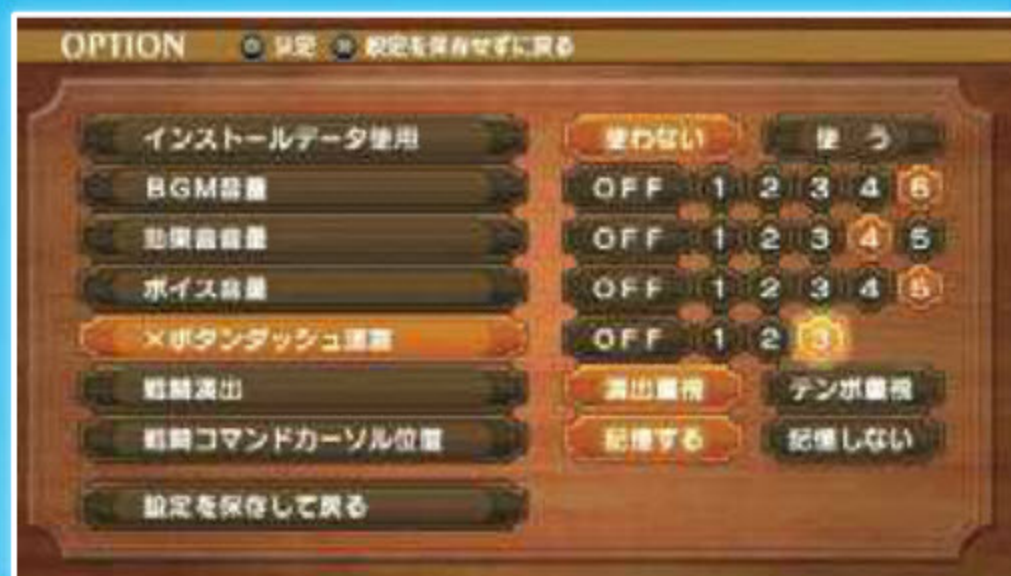 OPTION 決定 設定を保存せずに戻る
インストールデータ使用 使わない 使う
BGM音量 OFF 1 2 3 4 5
効果音音量 OFF 1 2 3 4 5
ボイス音量 OFF 1 2 3 4 5
×ボタンダッシュ速度 OFF 1 2 3
戦闘演出 演出重視 テンポ重視
戦闘コマンドカーソル位置 記憶する 記憶しない
設定を保存して戻る